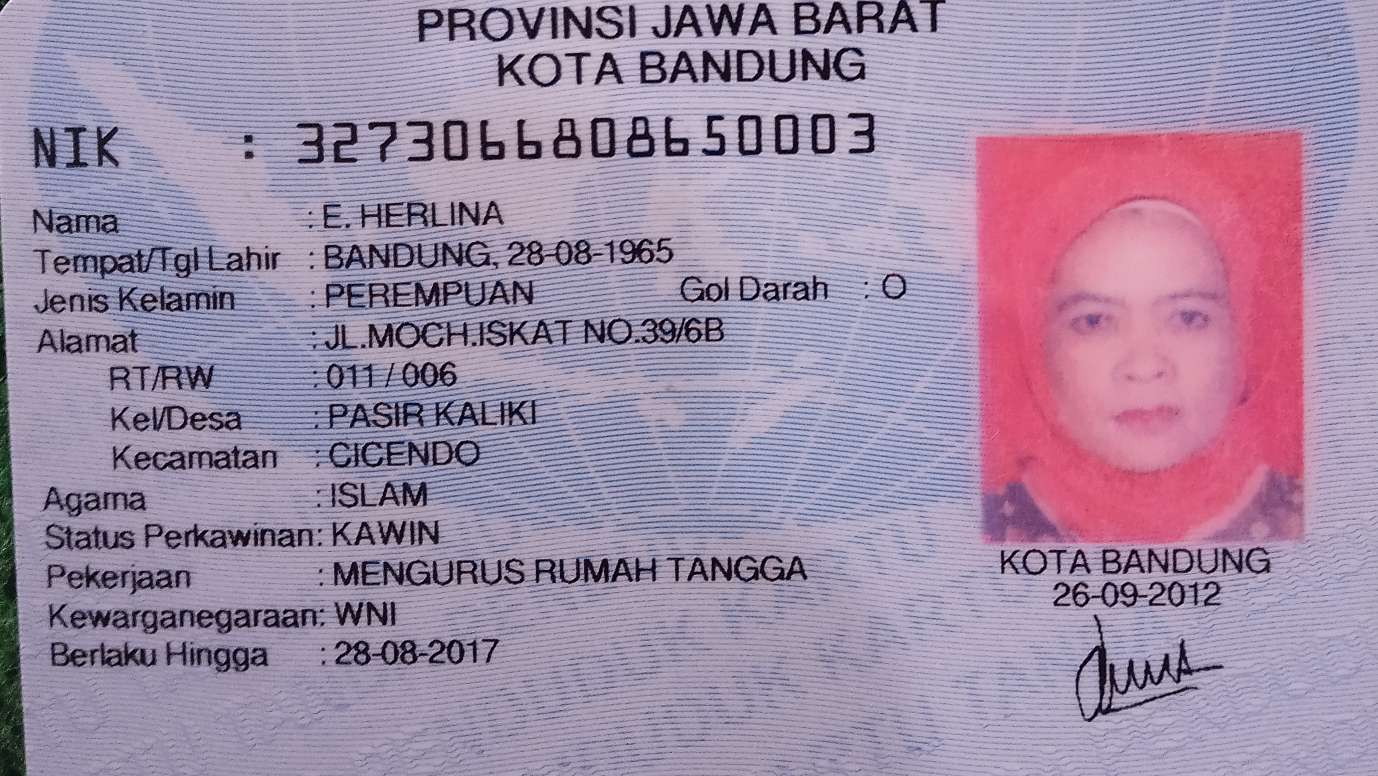 PROVINSI JAWA BARAT
KOTA BANDUNG
NIK : 3273066808650003
Nama : E. HERLINA
Tempat/Tgl Lahir : BANDUNG, 28-08-1965
Jenis Kelamin : PEREMPUAN Gol Darah : O
Alamat : JL.MOCH.ISKAT NO.39/6B
RT/RW : 011 / 006
Kel/Desa : PASIR KALIKI
Kecamatan : CICENDO
Agama : ISLAM
Status Perkawinan: KAWIN
Pekerjaan : MENGURUS RUMAH TANGGA
Kewarganegaraan: WNI
Berlaku Hingga : 28-08-2017
KOTA BANDUNG
26-09-2012